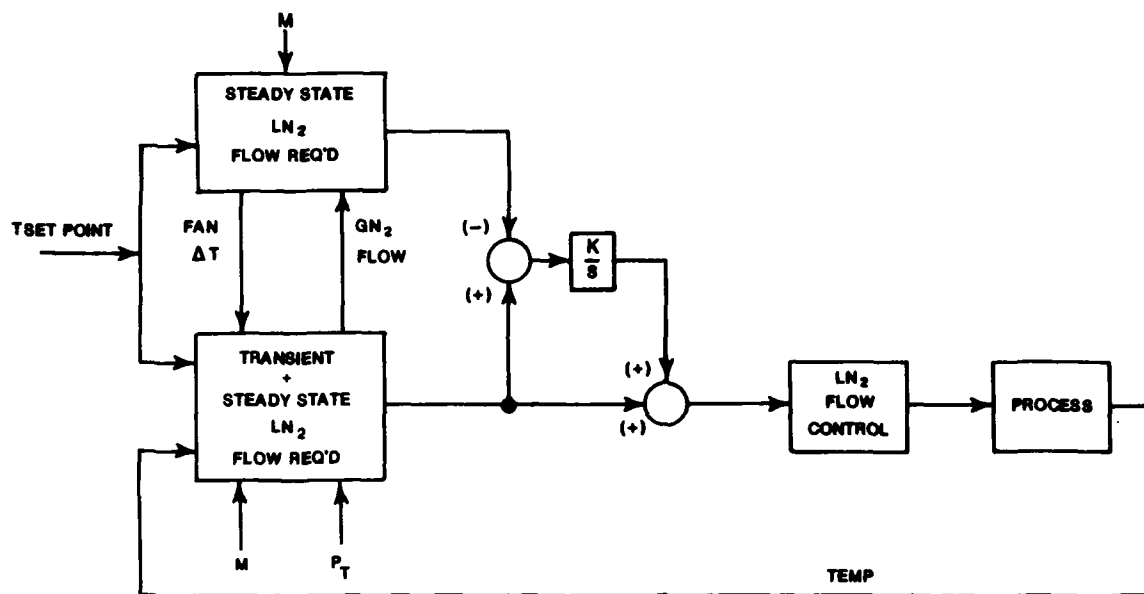 M
STEADY STATE
LN₂
FLOW REQ'D
TSET POINT
FAN
ΔT
GN₂
FLOW
(-)
(+)
K
S
TRANSIENT
+
STEADY STATE
LN₂
FLOW REQ'D
(+)
(+)
LN₂
FLOW
CONTROL
PROCESS
M
P_T
TEMP